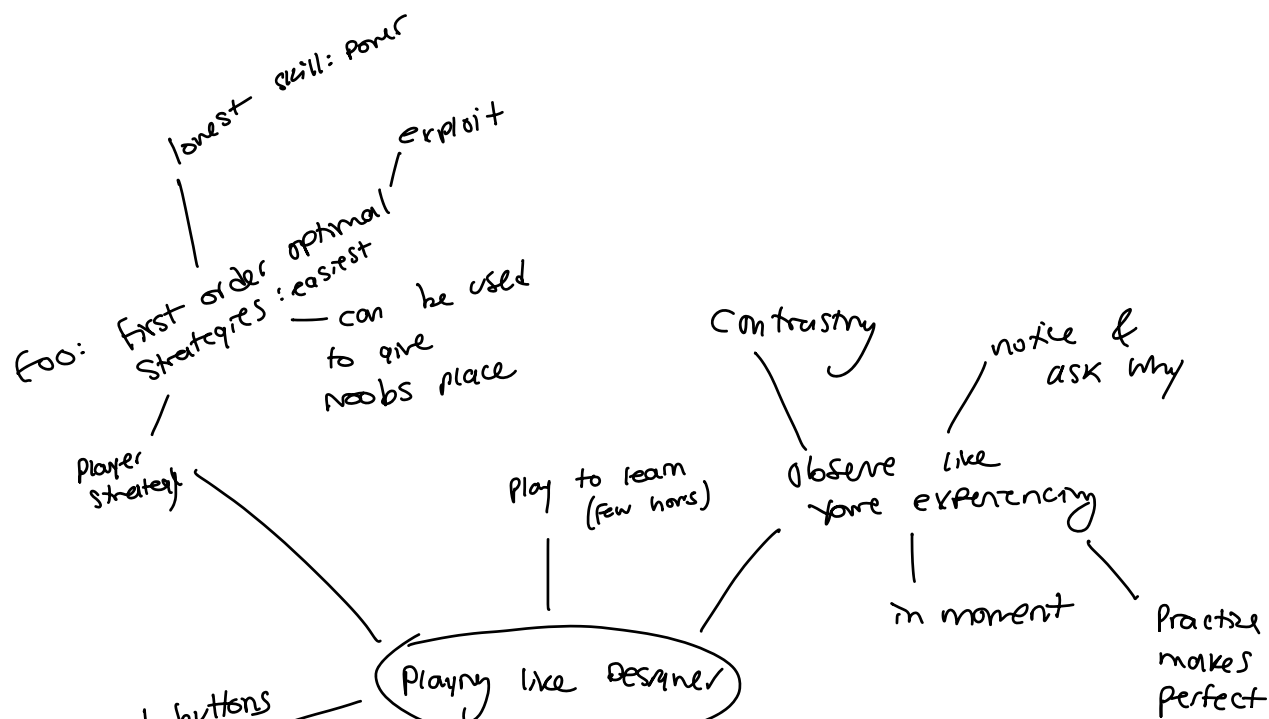 lowest skill: power
exploit
Foo: First order optimal
Strategies: easiest
can be used
to give
Noobs place
Player
Strategy
Play to learn
(few hours)
Contrasting
notice &
ask why
observe like
you're experiencing
in moment
Practise
makes
perfect
Playing like Designer
buttons